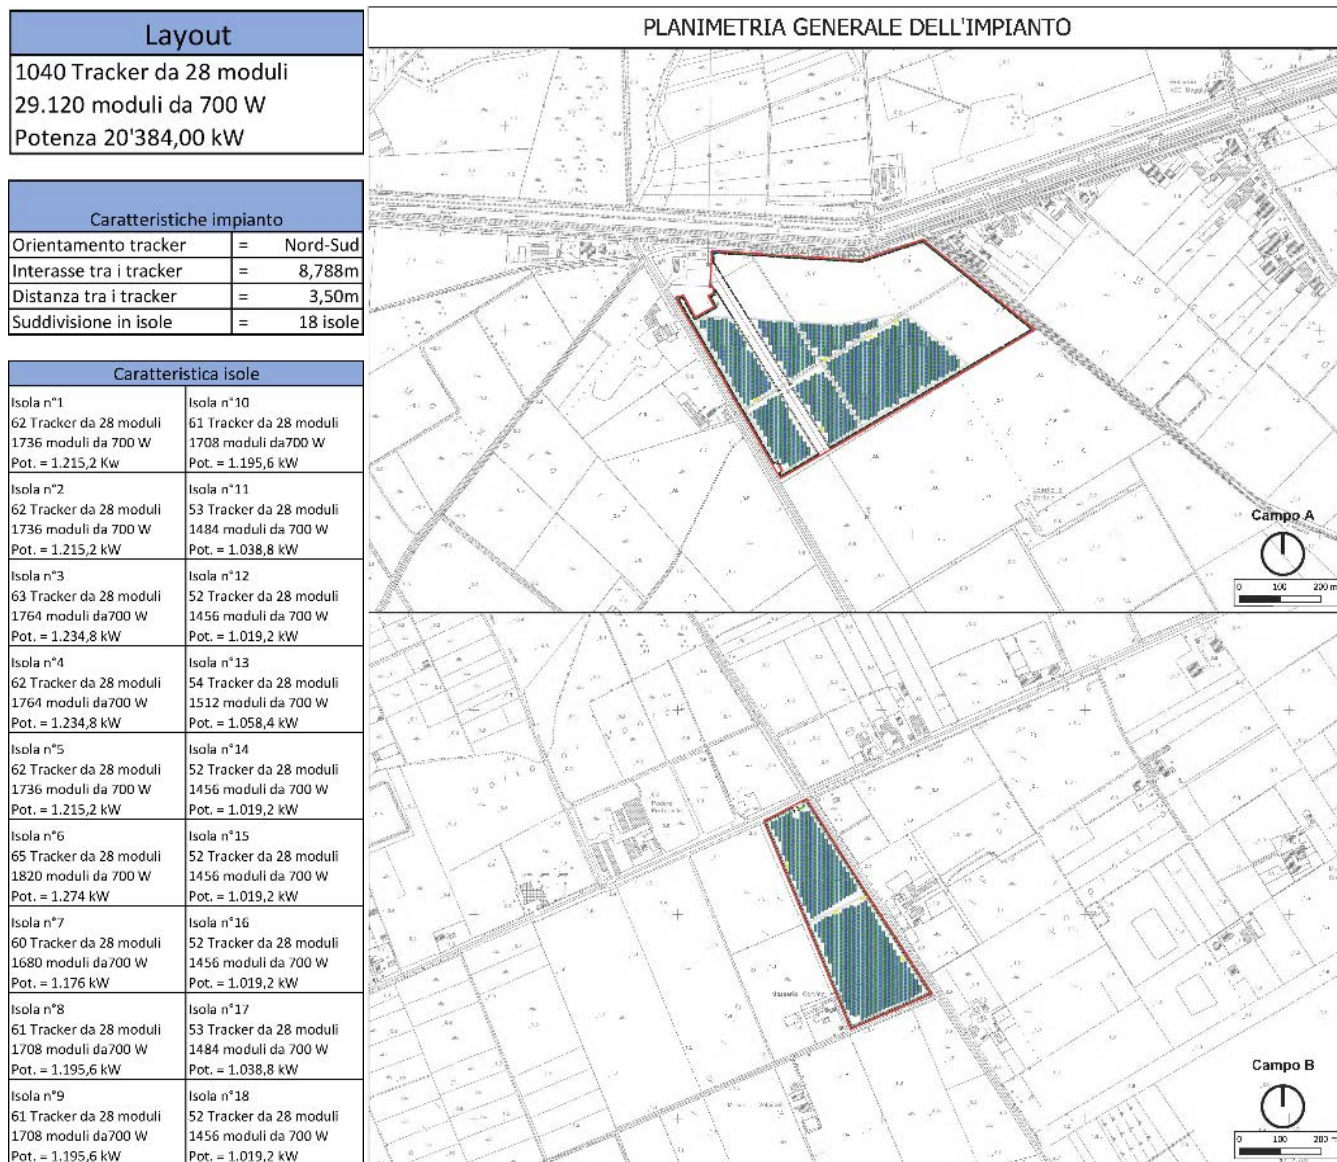 Layout
1040 Tracker da 28 moduli
29.120 moduli da 700 W
Potenza 20'384,00 kW
Caratteristiche impianto
Orientamento tracker = Nord-Sud
Interasse tra i tracker = 8,788m
Distanza tra i tracker = 3,50m
Suddivisione in isole = 18 isole
Caratteristica isole
Isola n°1
62 Tracker da 28 moduli
1736 moduli da 700 W
Pot. = 1.215,2 Kw
Isola n°10
61 Tracker da 28 moduli
1708 moduli da700 W
Pot. = 1.195,6 kW
Isola n°2
62 Tracker da 28 moduli
1736 moduli da 700 W
Pot. = 1.215,2 kW
Isola n°11
53 Tracker da 28 moduli
1484 moduli da 700 W
Pot. = 1.038,8 kW
Isola n°3
63 Tracker da 28 moduli
1764 moduli da700 W
Pot. = 1.234,8 kW
Isola n°12
52 Tracker da 28 moduli
1456 moduli da 700 W
Pot. = 1.019,2 kW
Isola n°4
62 Tracker da 28 moduli
1764 moduli da700 W
Pot. = 1.234,8 kW
Isola n°13
54 Tracker da 28 moduli
1512 moduli da 700 W
Pot. = 1.058,4 kW
Isola n°5
62 Tracker da 28 moduli
1736 moduli da 700 W
Pot. = 1.215,2 kW
Isola n°14
52 Tracker da 28 moduli
1456 moduli da 700 W
Pot. = 1.019,2 kW
Isola n°6
65 Tracker da 28 moduli
1820 moduli da 700 W
Pot. = 1.274 kW
Isola n°15
52 Tracker da 28 moduli
1456 moduli da 700 W
Pot. = 1.019,2 kW
Isola n°7
60 Tracker da 28 moduli
1680 moduli da700 W
Pot. = 1.176 kW
Isola n°16
52 Tracker da 28 moduli
1456 moduli da 700 W
Pot. = 1.019,2 kW
Isola n°8
61 Tracker da 28 moduli
1708 moduli da700 W
Pot. = 1.195,6 kW
Isola n°17
53 Tracker da 28 moduli
1484 moduli da 700 W
Pot. = 1.038,8 kW
Isola n°9
61 Tracker da 28 moduli
1708 moduli da700 W
Pot. = 1.195,6 kW
Isola n°18
52 Tracker da 28 moduli
1456 moduli da 700 W
Pot. = 1.019,2 kW
PLANIMETRIA GENERALE DELL'IMPIANTO
Campo A
0 100 200 m
Campo B
0 100 200 m